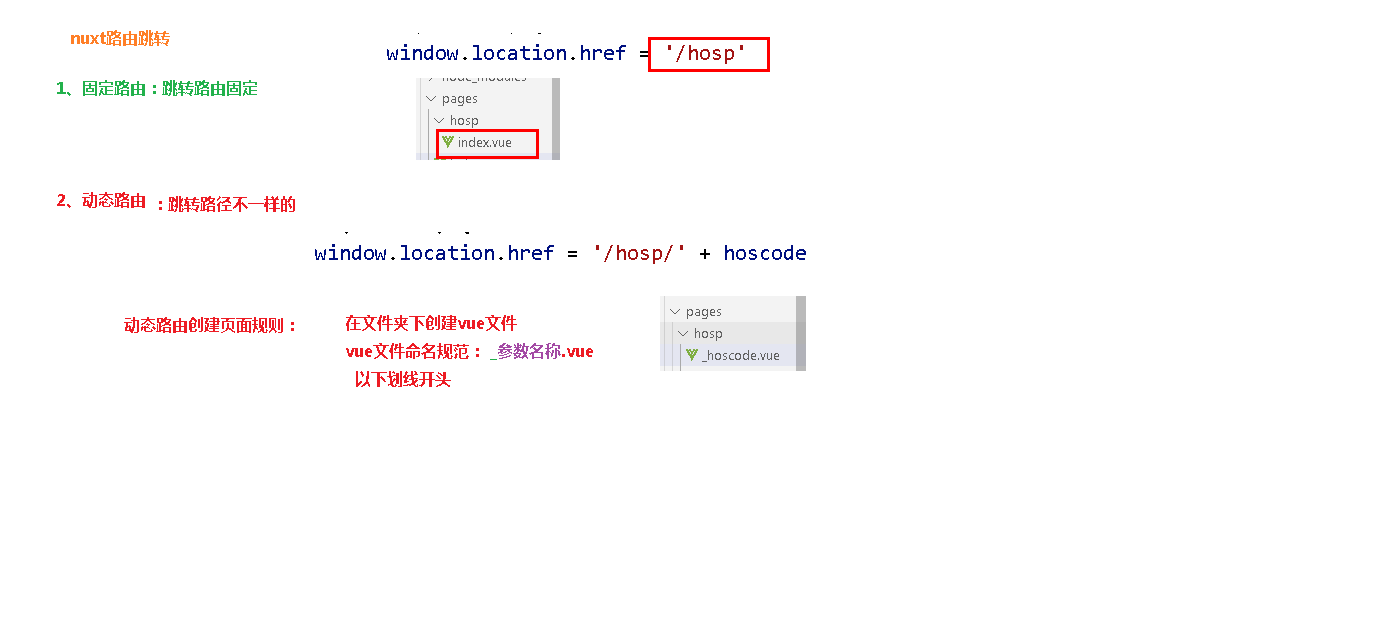 nuxt路由跳转
window.location.href = '/hosp'
1、固定路由：跳转路由固定
node_modules
pages
hosp
index.vue
2、动态路由 ：跳转路径不一样的
window.location.href = '/hosp/' + hoscode
动态路由创建页面规则：
在文件夹下创建vue文件
vue文件命名规范： _参数名称.vue
以下划线开头
pages
hosp
_hoscode.vue